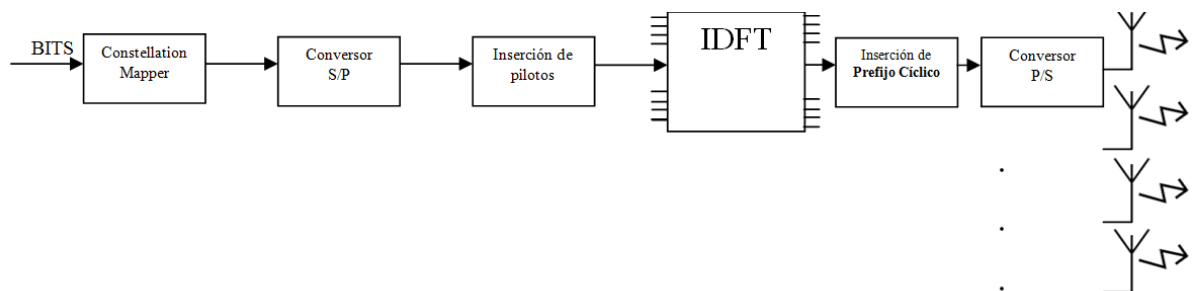 BITS
Constellation
Mapper
Conversor
S/P
Inserción de
pilotos
IDFT
Inserción de
Prefijo Cíclico
Conversor
P/S